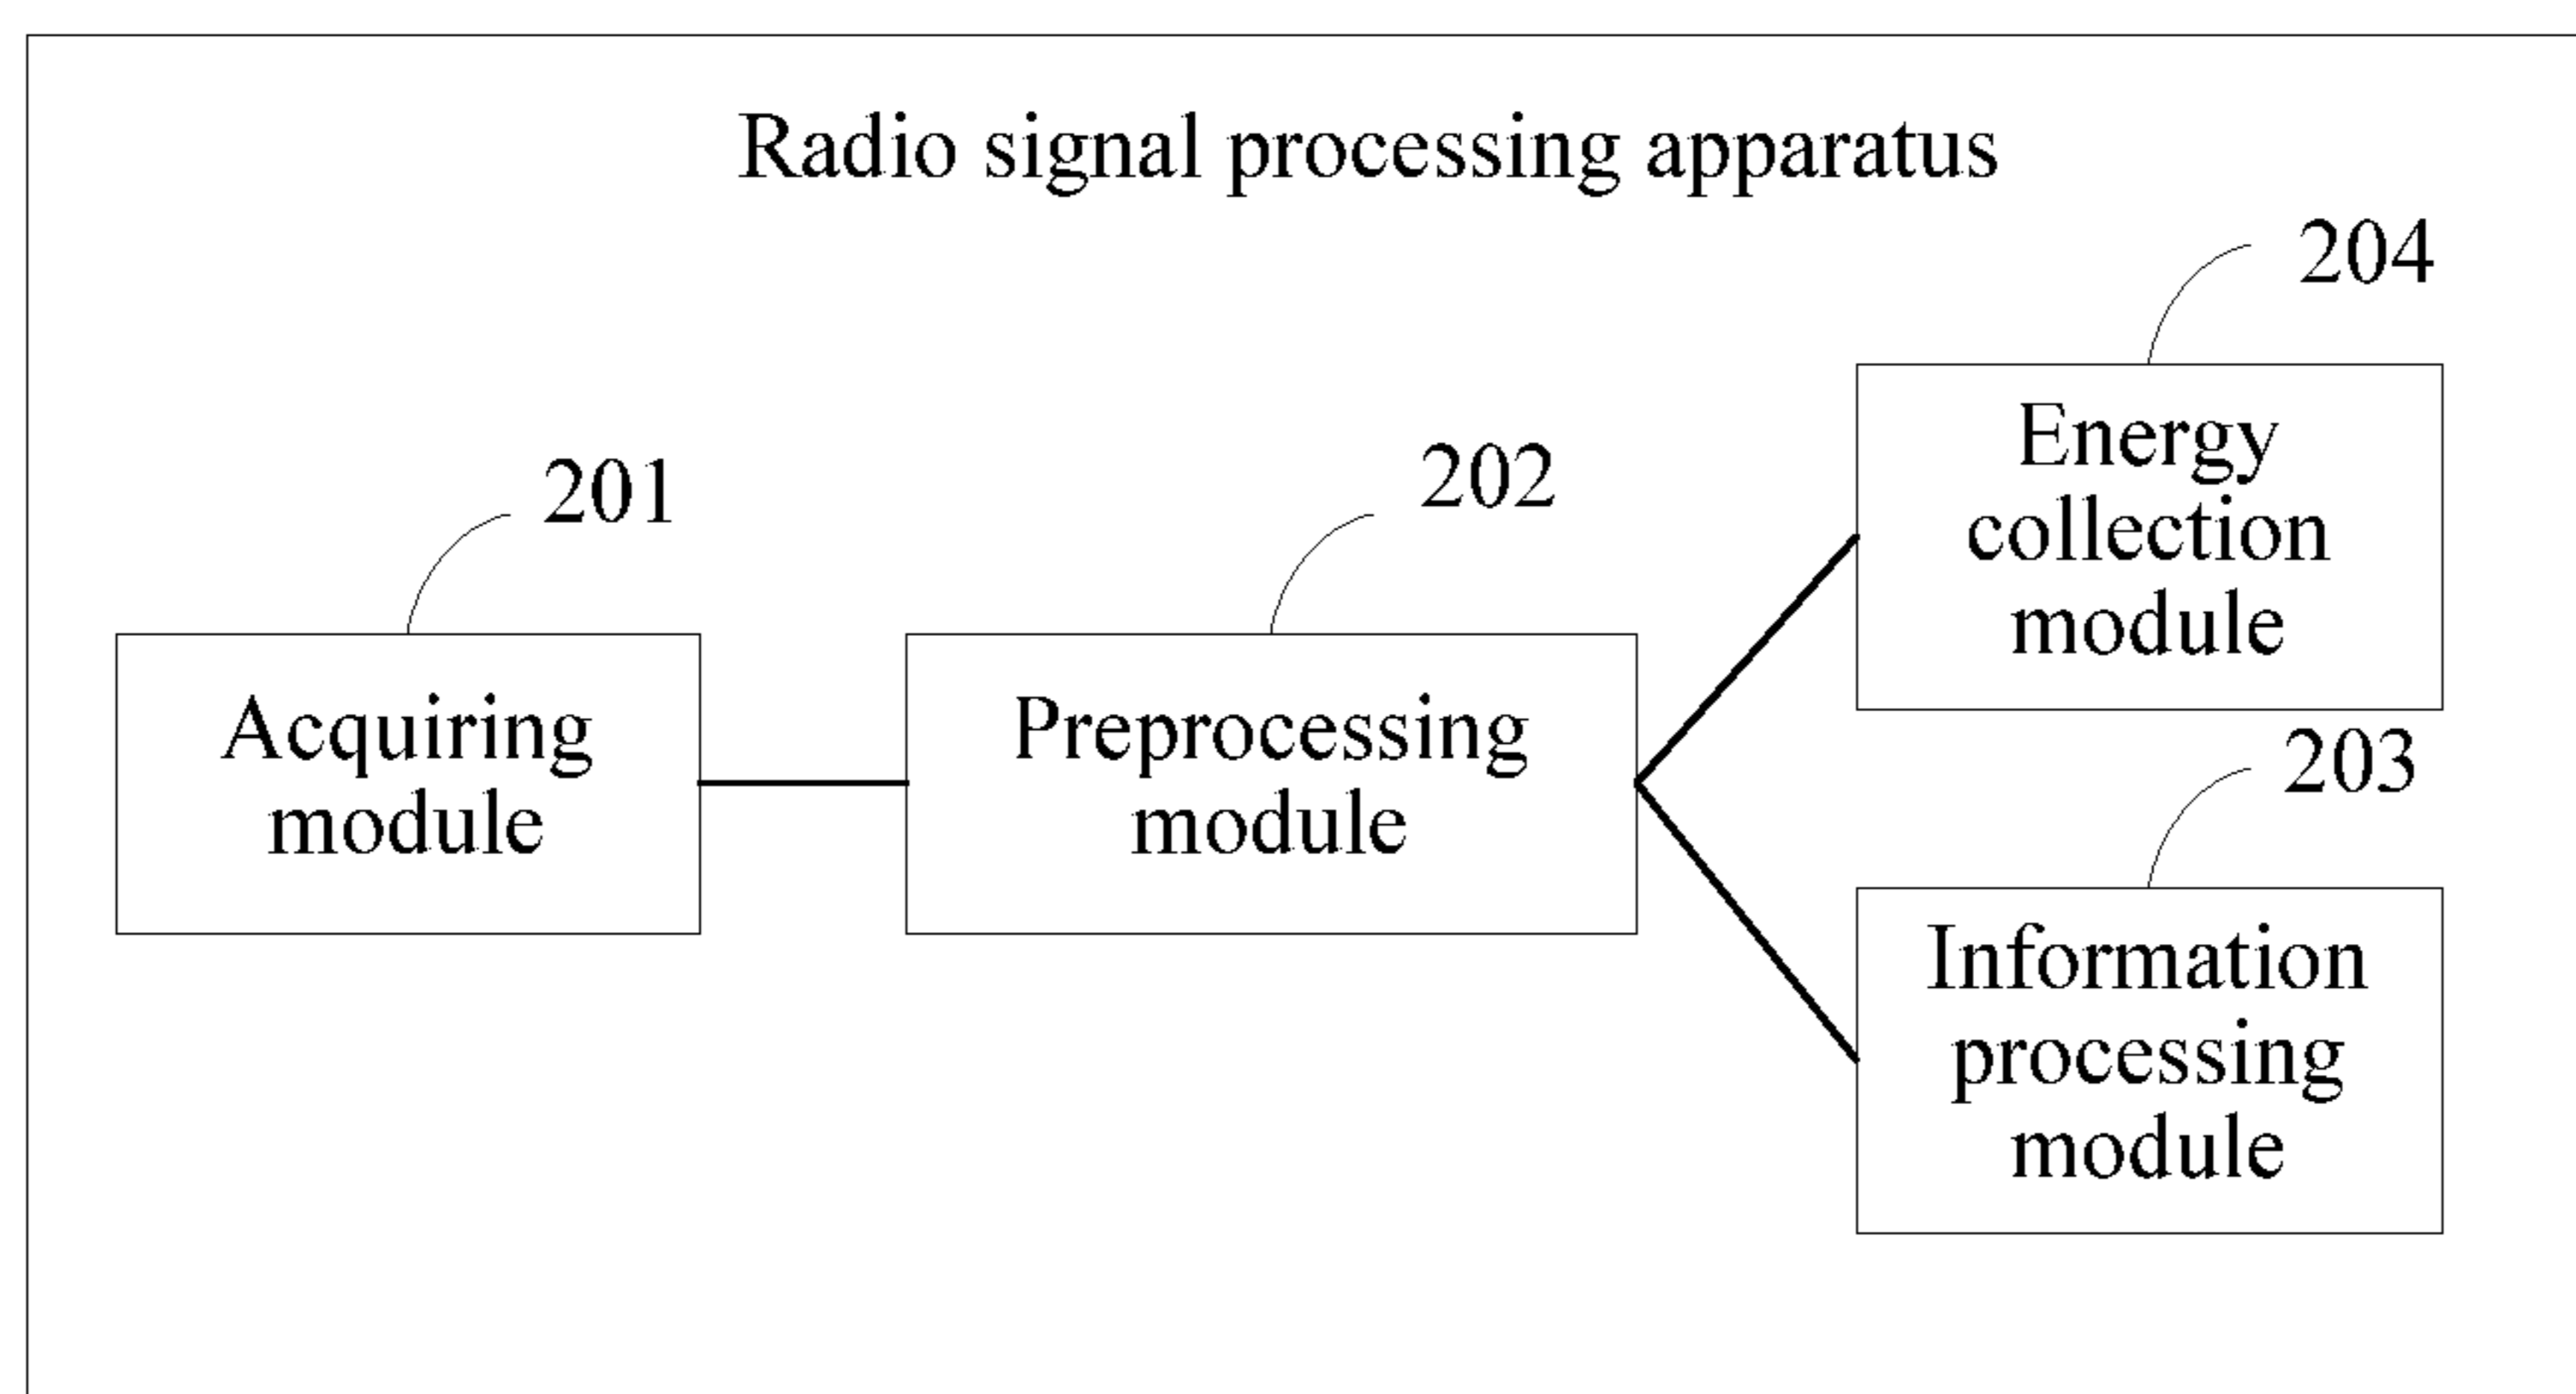 Radio signal processing apparatus
204
Energy
collection
module
201
202
Acquiring
module
Preprocessing
module
203
Information
processing
module